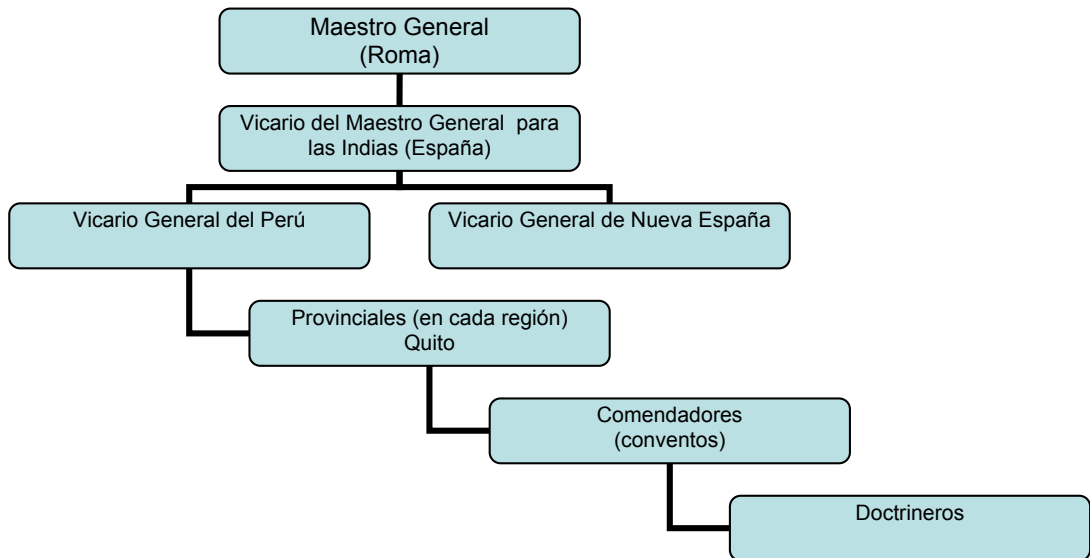 Maestro General
(Roma)
Vicario del Maestro General para
las Indias (España)
Vicario General del Perú
Vicario General de Nueva España
Provinciales (en cada región)
Quito
Comendadores
(conventos)
Doctrineros